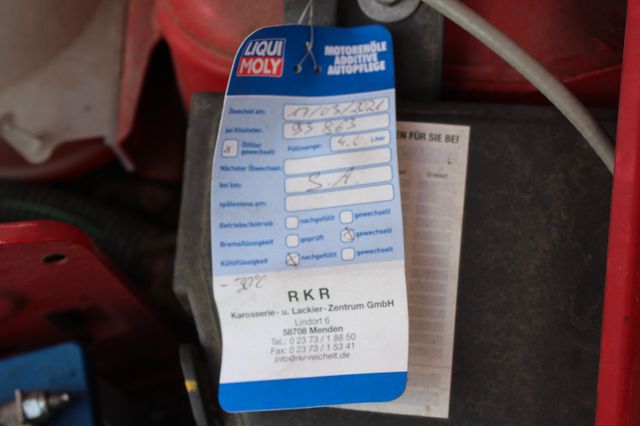 LIQUI
MOLY
MOTORENÖLE
ADDITIVE
AUTOPFLEGE
Ölwechsel am: 17/03/2021
bei Kilometer: 93 863
x Ölfilter gewechselt Füllmenge: 4.0 Liter
Nächster Ölwechsel:
bei km: S.A.
spätestens am:
Getriebe/Antrieb nachgefüllt gewechselt
Bremsflüssigkeit geprüft x gewechselt
Kühlflüssigkeit x nachgefüllt gewechselt
- 30°C
RKR
Karosserie- u. Lackier-Zentrum GmbH
Lindort 6
58708 Menden
Tel.: 0 23 73 / 1 88 50
Fax: 0 23 73 / 1 53 41
info@rkr-reichelt.de
EN FÜR SIE BEI